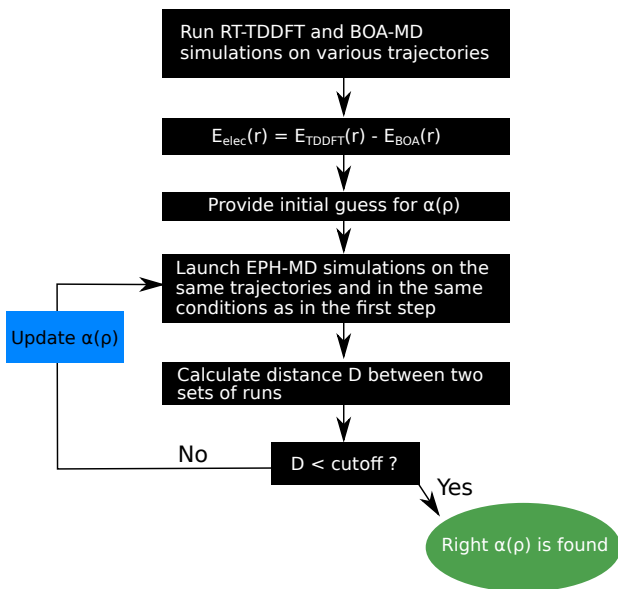 Run RT-TDDFT and BOA-MD
simulations on various trajectories
E_elec(r) = E_TDDFT(r) - E_BOA(r)
Provide initial guess for α(ρ)
Launch EPH-MD simulations on the
same trajectories and in the same
conditions as in the first step
Update α(ρ)
Calculate distance D between two
sets of runs
No
D < cutoff ?
Yes
Right α(ρ) is found